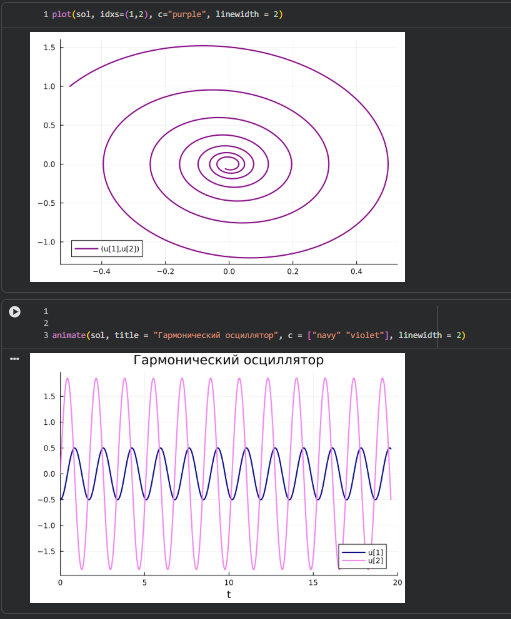 1 plot(sol, idxs=(1,2), c="purple", linewidth = 2)
1.5
1.0
0.5
0.0
−0.5
−1.0
(u[1],u[2])
−0.4 −0.2 0.0 0.2 0.4
1
2
3 animate(sol, title = "Гармонический осциллятор", c = ["navy" "violet"], linewidth = 2)
Гармонический осциллятор
1.5
1.0
0.5
0.0
−0.5
−1.0
−1.5
u[1]
u[2]
0 5 10 15 20
t